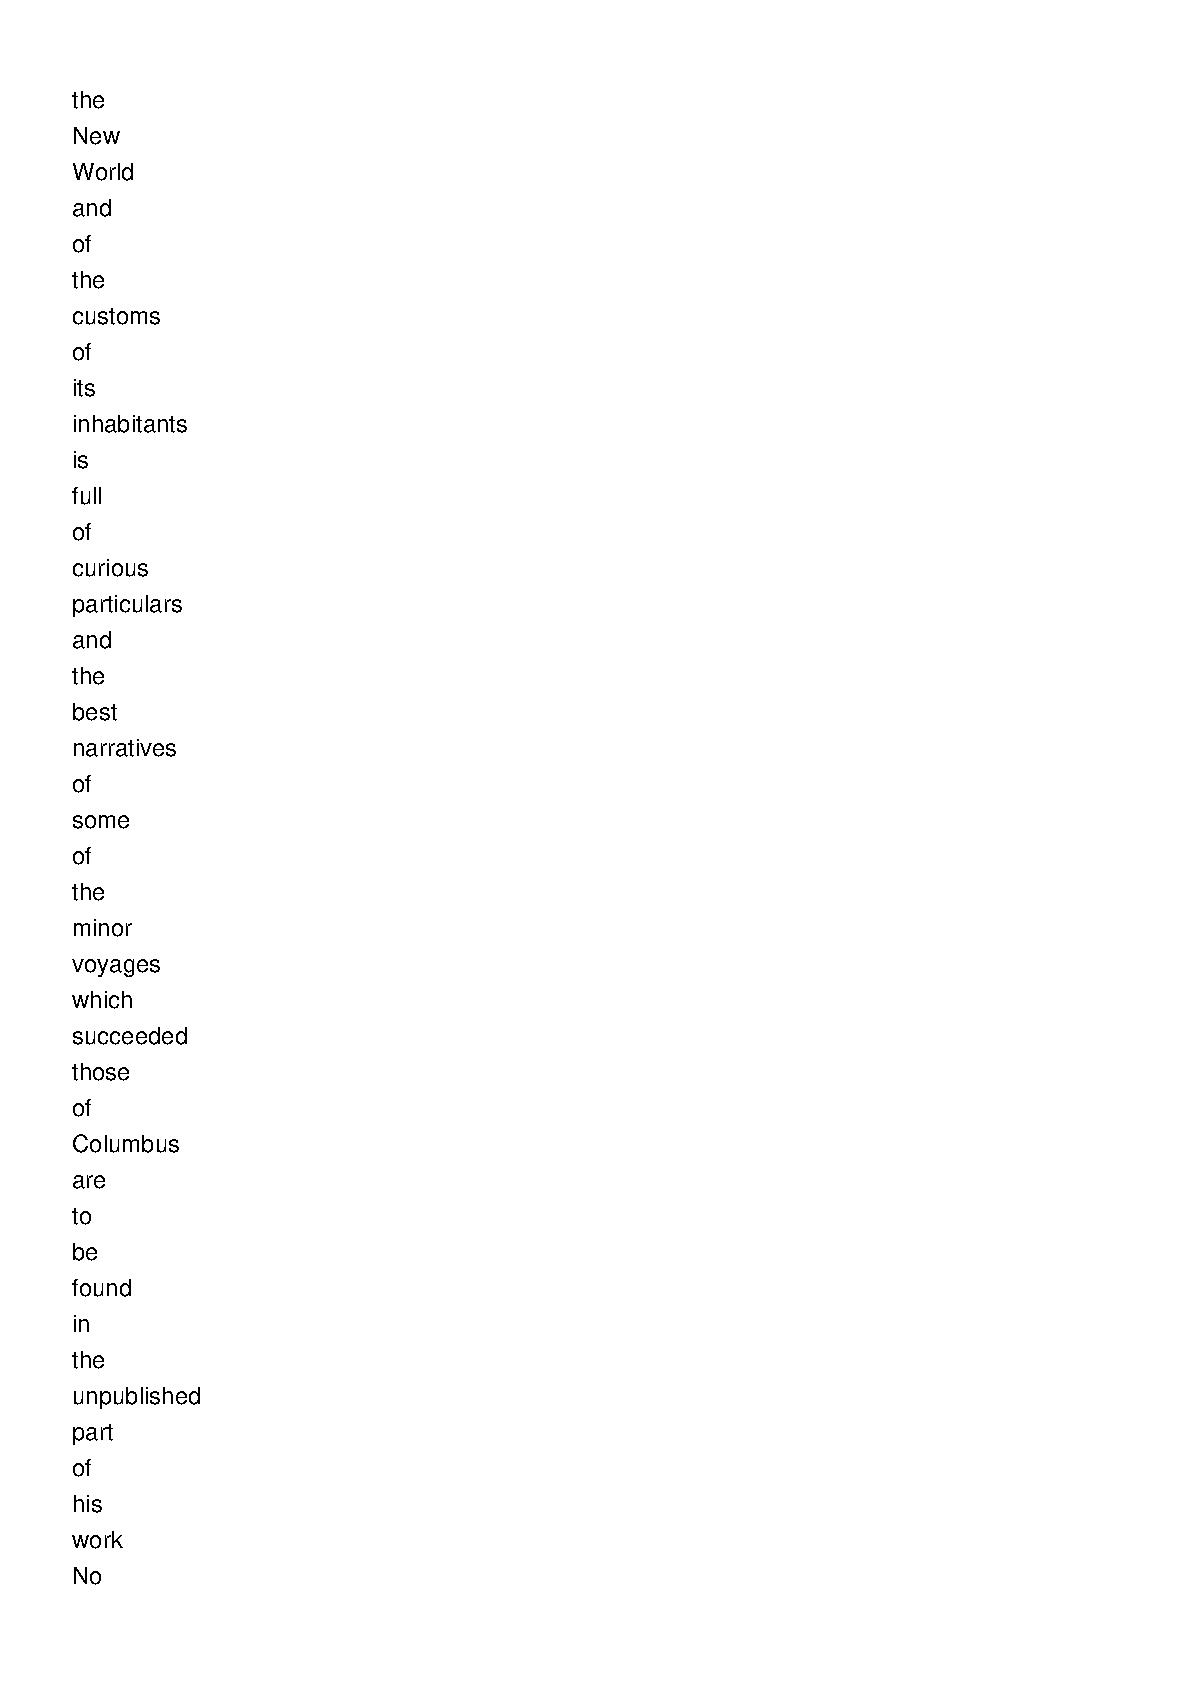 the
New
World
and
of
the
customs
of
its
inhabitants
is
full
of
curious
particulars
and
the
best
narratives
of
some
of
the
minor
voyages
which
succeeded
those
of
Columbus
are
to
be
found
in
the
unpublished
part
of
his
work
No